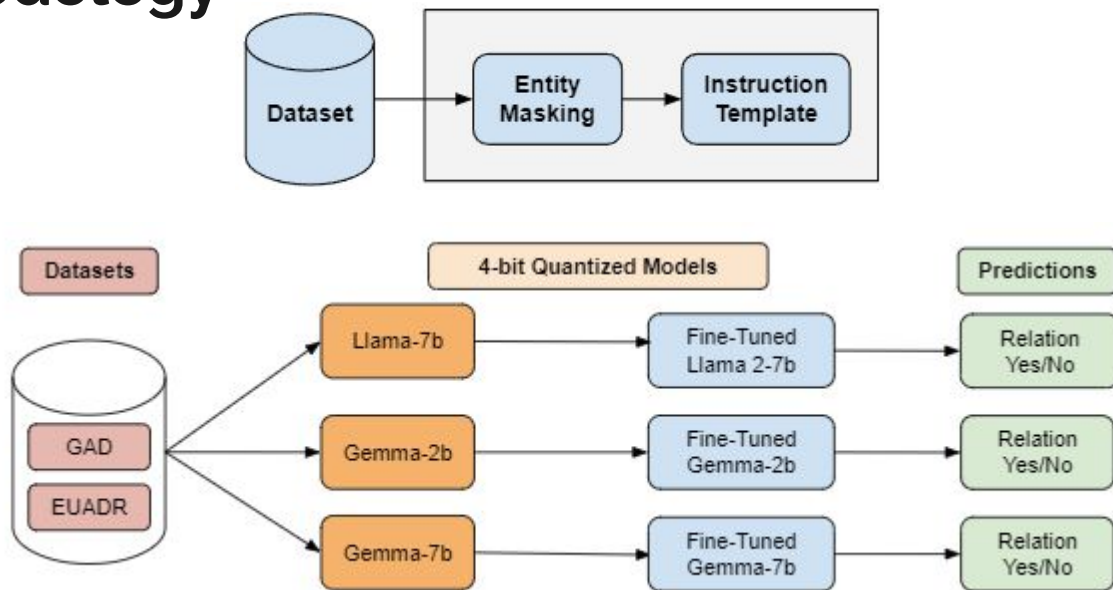 Dataset
Entity
Masking
Instruction
Template
Datasets
4-bit Quantized Models
Predictions
GAD
EUADR
Llama-7b
Fine-Tuned
Llama 2-7b
Relation
Yes/No
Gemma-2b
Fine-Tuned
Gemma-2b
Relation
Yes/No
Gemma-7b
Fine-Tuned
Gemma-7b
Relation
Yes/No